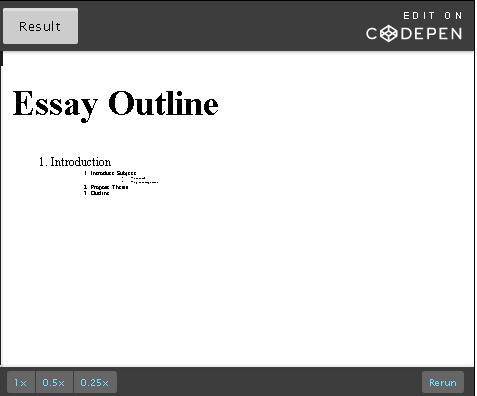 Result
EDIT ON
CODEPEN
Essay Outline
1. Introduction
1. Introduce Subject
2. Propose Thesis
3. Outline
1x 0.5x 0.25x Rerun